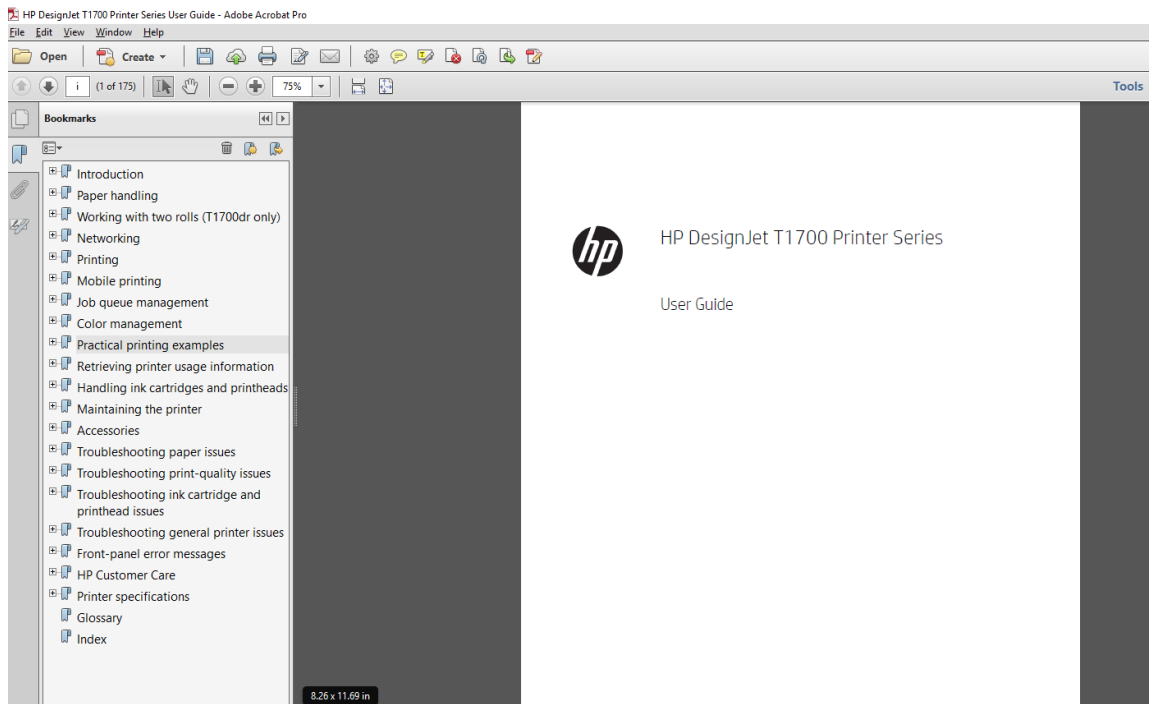 HP DesignJet T1700 Printer Series User Guide - Adobe Acrobat Pro
File Edit View Window Help
Open Create
i (1 of 175) 75% Tools
Bookmarks
Introduction
Paper handling
Working with two rolls (T1700dr only)
Networking
Printing
Mobile printing
Job queue management
Color management
Practical printing examples
Retrieving printer usage information
Handling ink cartridges and printheads
Maintaining the printer
Accessories
Troubleshooting paper issues
Troubleshooting print-quality issues
Troubleshooting ink cartridge and
printhead issues
Troubleshooting general printer issues
Front-panel error messages
HP Customer Care
Printer specifications
Glossary
Index
8.26 x 11.69 in
hp
HP DesignJet T1700 Printer Series
User Guide